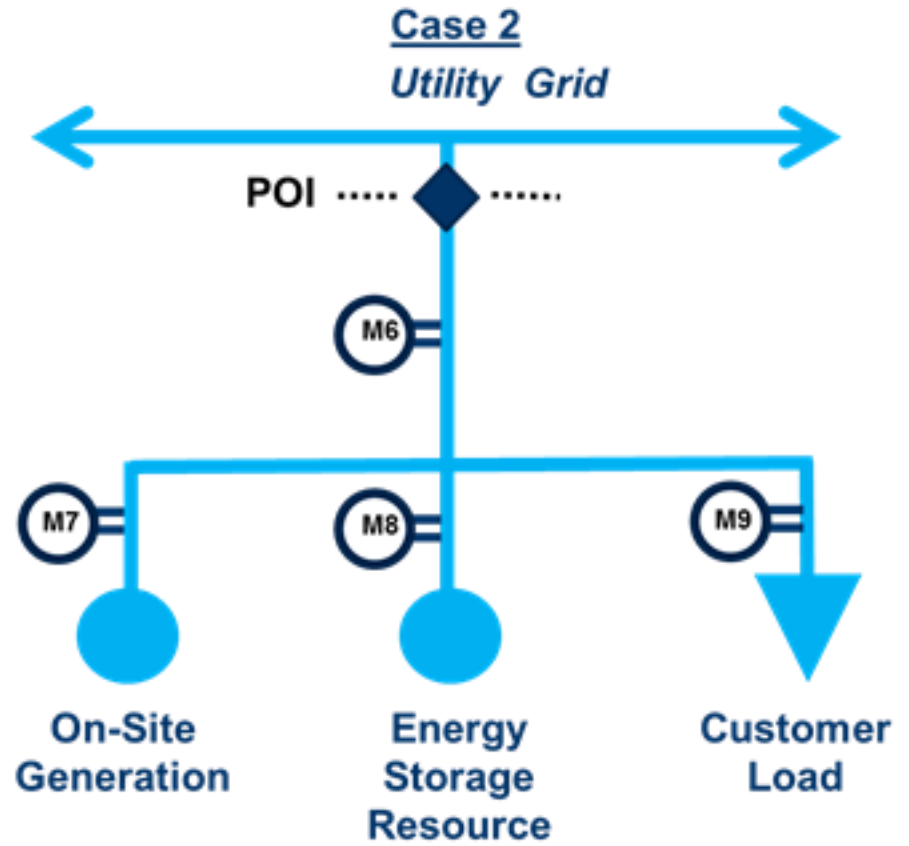 Case 2
Utility Grid
POI
M6
M7
M8
M9
On-Site
Generation
Energy
Storage
Resource
Customer
Load